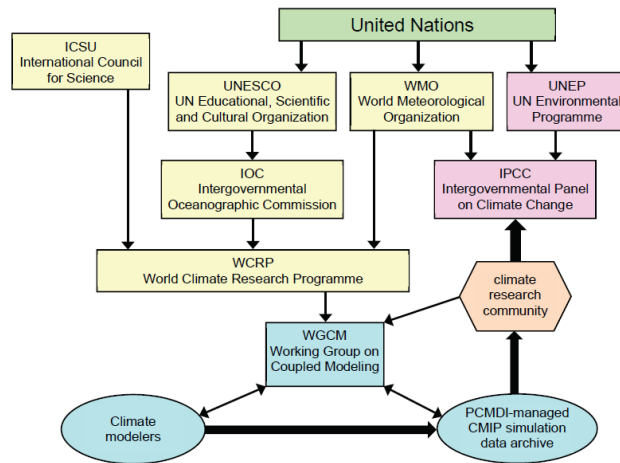 United Nations
ICSU
International Council
for Science
UNESCO
UN Educational, Scientific
and Cultural Organization
WMO
World Meteorological
Organization
UNEP
UN Environmental
Programme
IOC
Intergovernmental
Oceanographic Commission
IPCC
Intergovernmental Panel
on Climate Change
WCRP
World Climate Research Programme
climate
research
community
WGCM
Working Group on
Coupled Modeling
Climate
modelers
PCMDI-managed
CMIP simulation
data archive